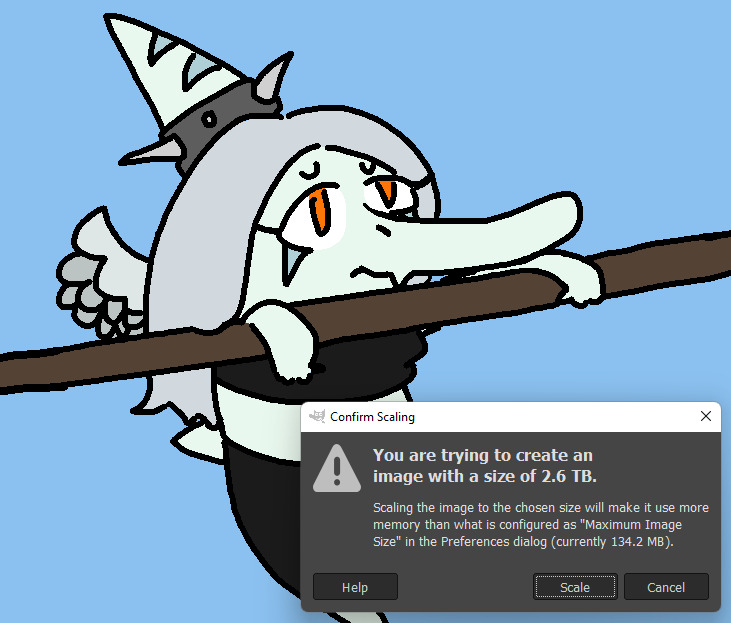 Confirm Scaling
You are trying to create an
image with a size of 2.6 TB.
Scaling the image to the chosen size will make it use more
memory than what is configured as "Maximum Image
Size" in the Preferences dialog (currently 134.2 MB).
Help
Scale
Cancel